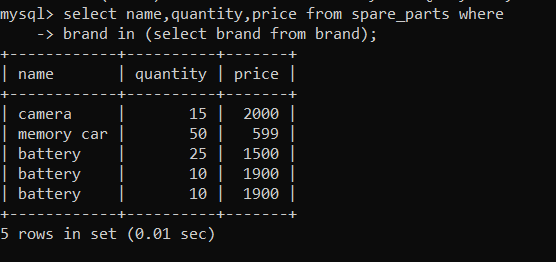 mysql> select name,quantity,price from spare_parts where
    -> brand in (select brand from brand);
+------------+----------+-------+
| name       | quantity | price |
+------------+----------+-------+
| camera     |       15 |  2000 |
| memory car |       50 |   599 |
| battery    |       25 |  1500 |
| battery    |       10 |  1900 |
| battery    |       10 |  1900 |
+------------+----------+-------+
5 rows in set (0.01 sec)